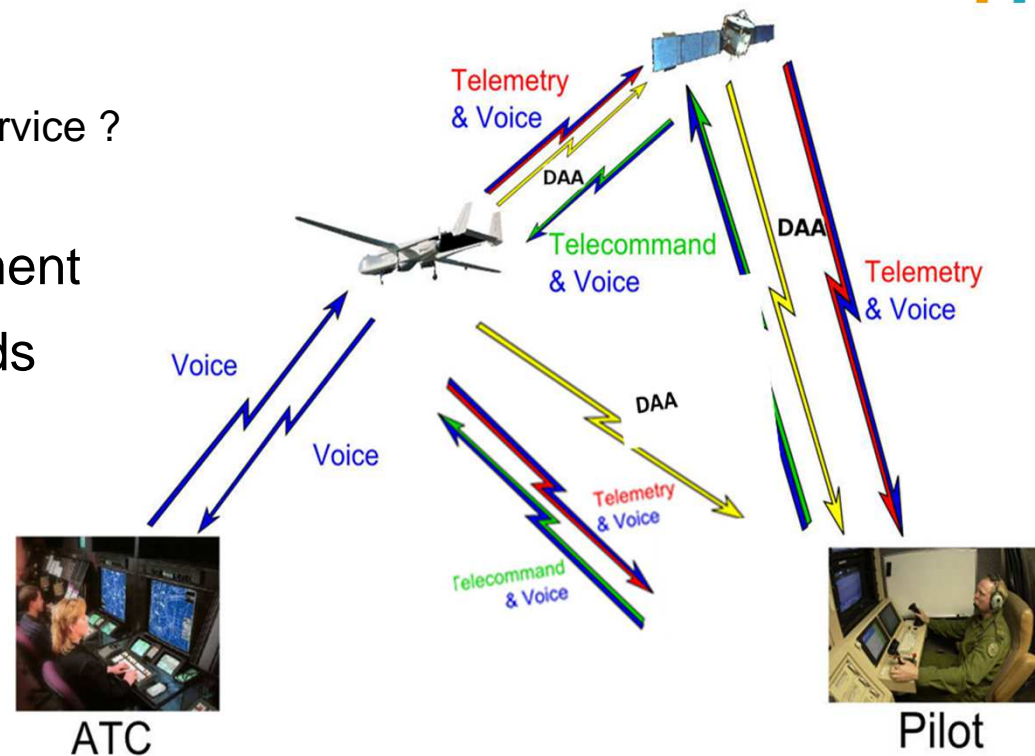 rvice ?
nent
ds
Telemetry
& Voice
DAA
Telecommand
& Voice
DAA
Telemetry
& Voice
Voice
Voice
DAA
Telemetry
& Voice
Telecommand
& Voice
ATC
Pilot